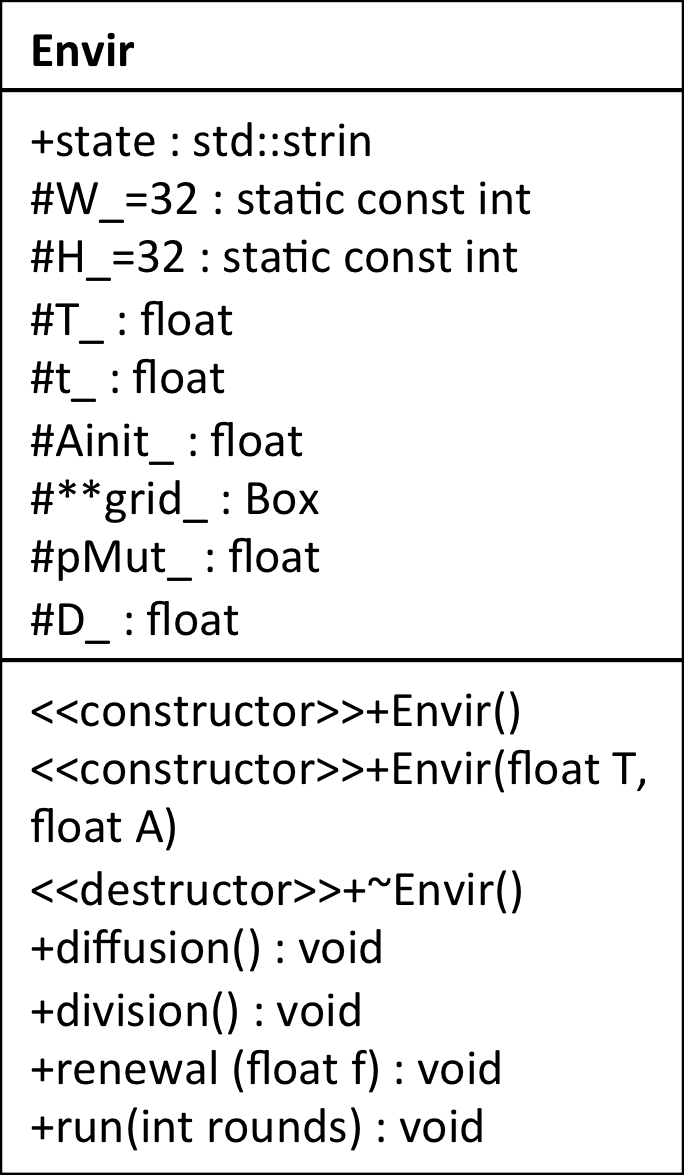 Envir
+state : std::strin
#W_=32 : static const int
#H_=32 : static const int
#T_ : float
#t_ : float
#Ainit_ : float
#**grid_ : Box
#pMut_ : float
#D_ : float
<<constructor>>+Envir()
<<constructor>>+Envir(float T,
float A)
<<destructor>>+~Envir()
+diffusion() : void
+division() : void
+renewal (float f) : void
+run(int rounds) : void